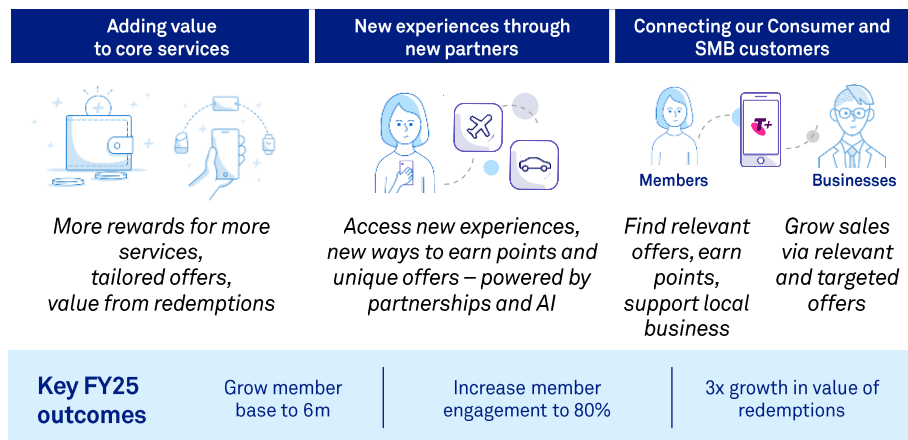 Adding value
to core services
New experiences through
new partners
Connecting our Consumer and
SMB customers
T+
Members
Businesses
More rewards for more
services,
tailored offers,
value from redemptions
Access new experiences,
new ways to earn points and
unique offers – powered by
partnerships and AI
Find relevant
offers, earn
points,
support local
business
Grow sales
via relevant
and targeted
offers
Key FY25
outcomes
Grow member
base to 6m
Increase member
engagement to 80%
3x growth in value of
redemptions